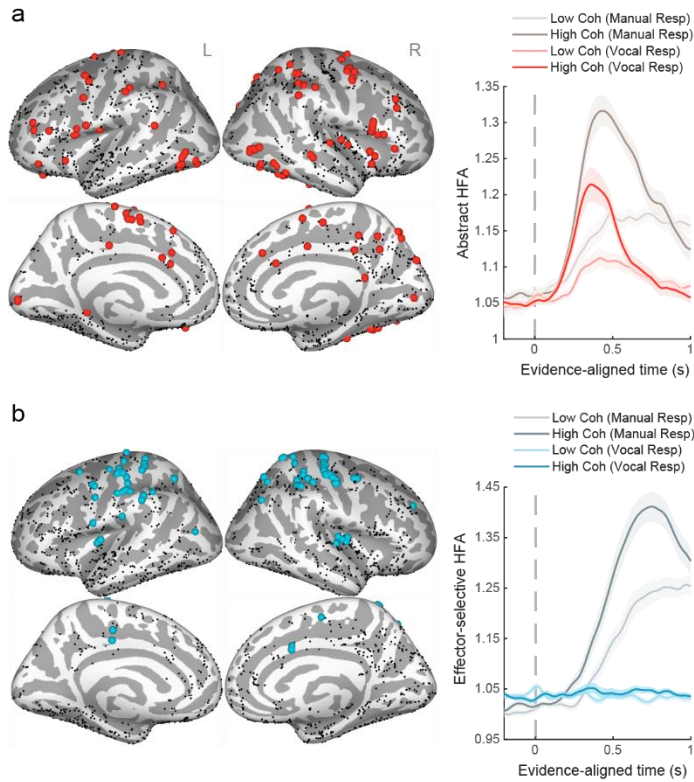 a
L
R
Low Coh (Manual Resp)
High Coh (Manual Resp)
Low Coh (Vocal Resp)
High Coh (Vocal Resp)
1.35
1.3
1.25
1.2
1.15
1.1
1.05
1
Abstract HFA
0
0.5
1
Evidence-aligned time (s)
b
Low Coh (Manual Resp)
High Coh (Manual Resp)
Low Coh (Vocal Resp)
High Coh (Vocal Resp)
1.45
1.35
1.25
1.15
1.05
0.95
Effector-selective HFA
0
0.5
1
Evidence-aligned time (s)